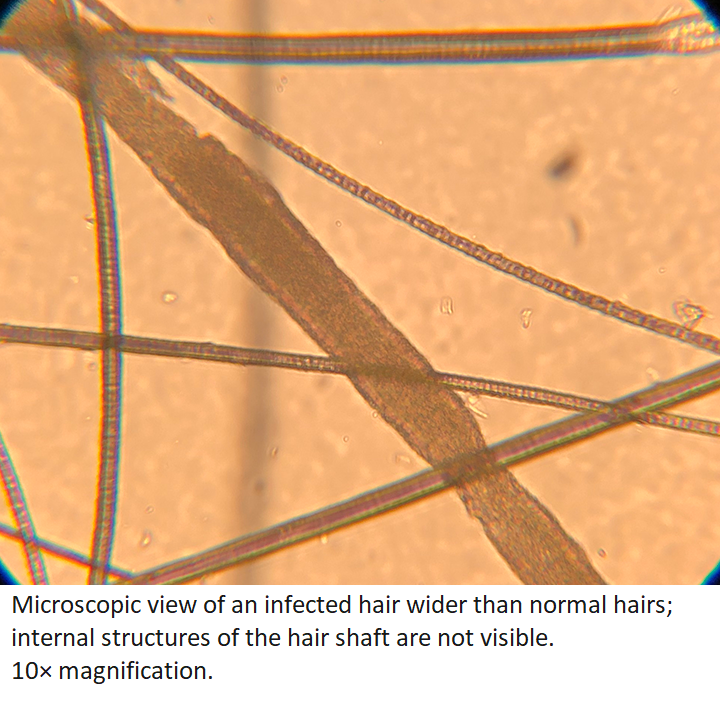 Microscopic view of an infected hair wider than normal hairs;
internal structures of the hair shaft are not visible.
10× magnification.